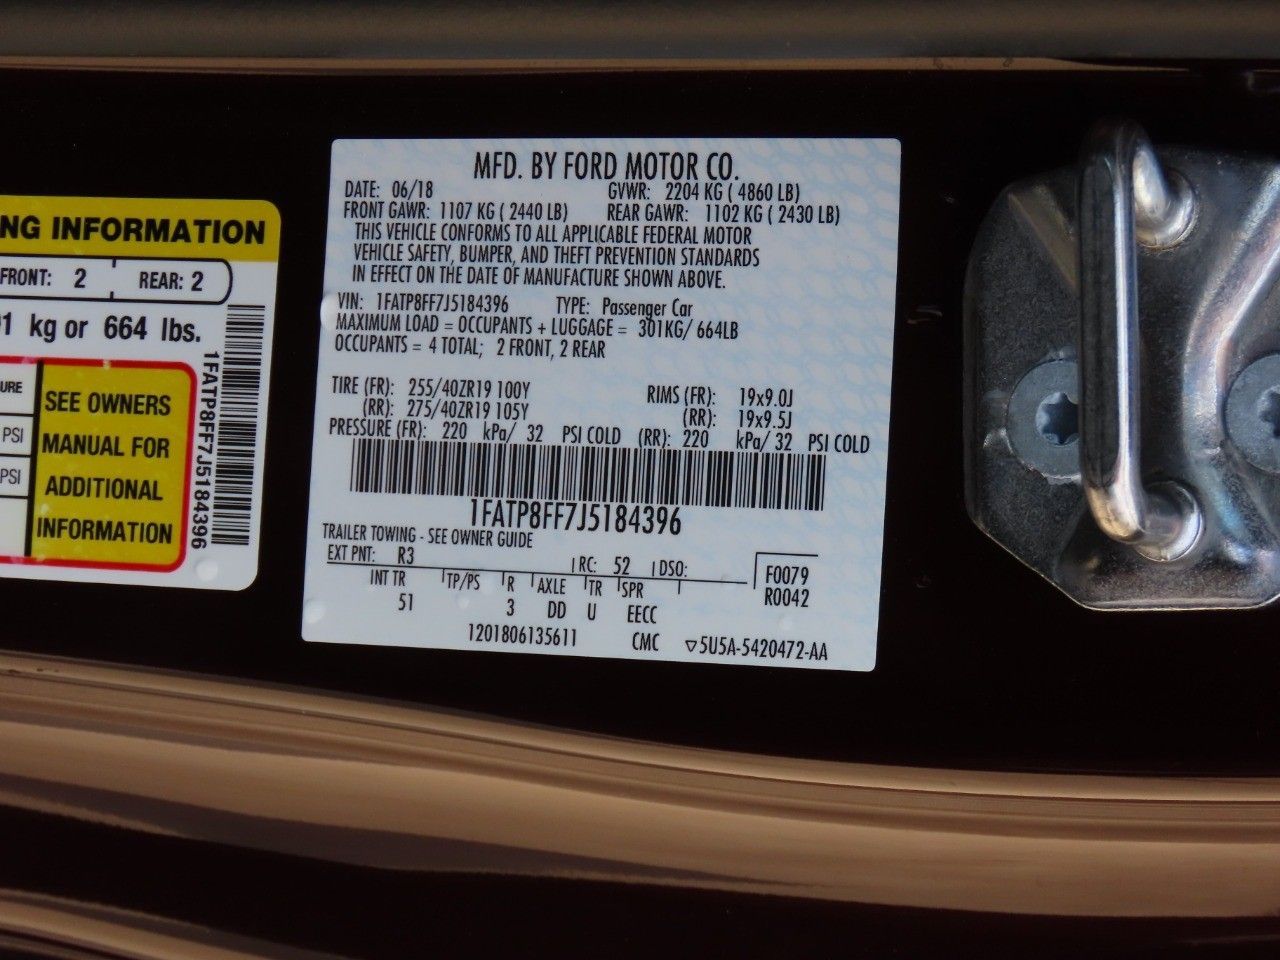 NG INFORMATION
FRONT: 2 REAR: 2
kg or 664 lbs.
SEE OWNERS
MANUAL FOR
ADDITIONAL
INFORMATION
PSI
PSI
1FATP8FF7J5184396
MFD. BY FORD MOTOR CO.
DATE: 06/18 GVWR: 2204 KG ( 4860 LB)
FRONT GAWR: 1107 KG ( 2440 LB) REAR GAWR: 1102 KG ( 2430 LB)
THIS VEHICLE CONFORMS TO ALL APPLICABLE FEDERAL MOTOR
VEHICLE SAFETY, BUMPER, AND THEFT PREVENTION STANDARDS
IN EFFECT ON THE DATE OF MANUFACTURE SHOWN ABOVE.
VIN: 1FATP8FF7J5184396 TYPE: Passenger Car
MAXIMUM LOAD = OCCUPANTS + LUGGAGE = 301KG/ 664LB
OCCUPANTS = 4 TOTAL; 2 FRONT, 2 REAR
TIRE (FR): 255/40ZR19 100Y RIMS (FR): 19x9.0J
(RR): 275/40ZR19 105Y (RR): 19x9.5J
PRESSURE (FR): 220 kPa/ 32 PSI COLD (RR): 220 kPa/ 32 PSI COLD
1FATP8FF7J5184396
TRAILER TOWING - SEE OWNER GUIDE
EXT PNT: R3 RC: 52 DSO: F0079
INT TR TP/PS R AXLE TR SPR R0042
51 3 DD U EECC
1201806135611 CMC ▽5U5A-5420472-AA